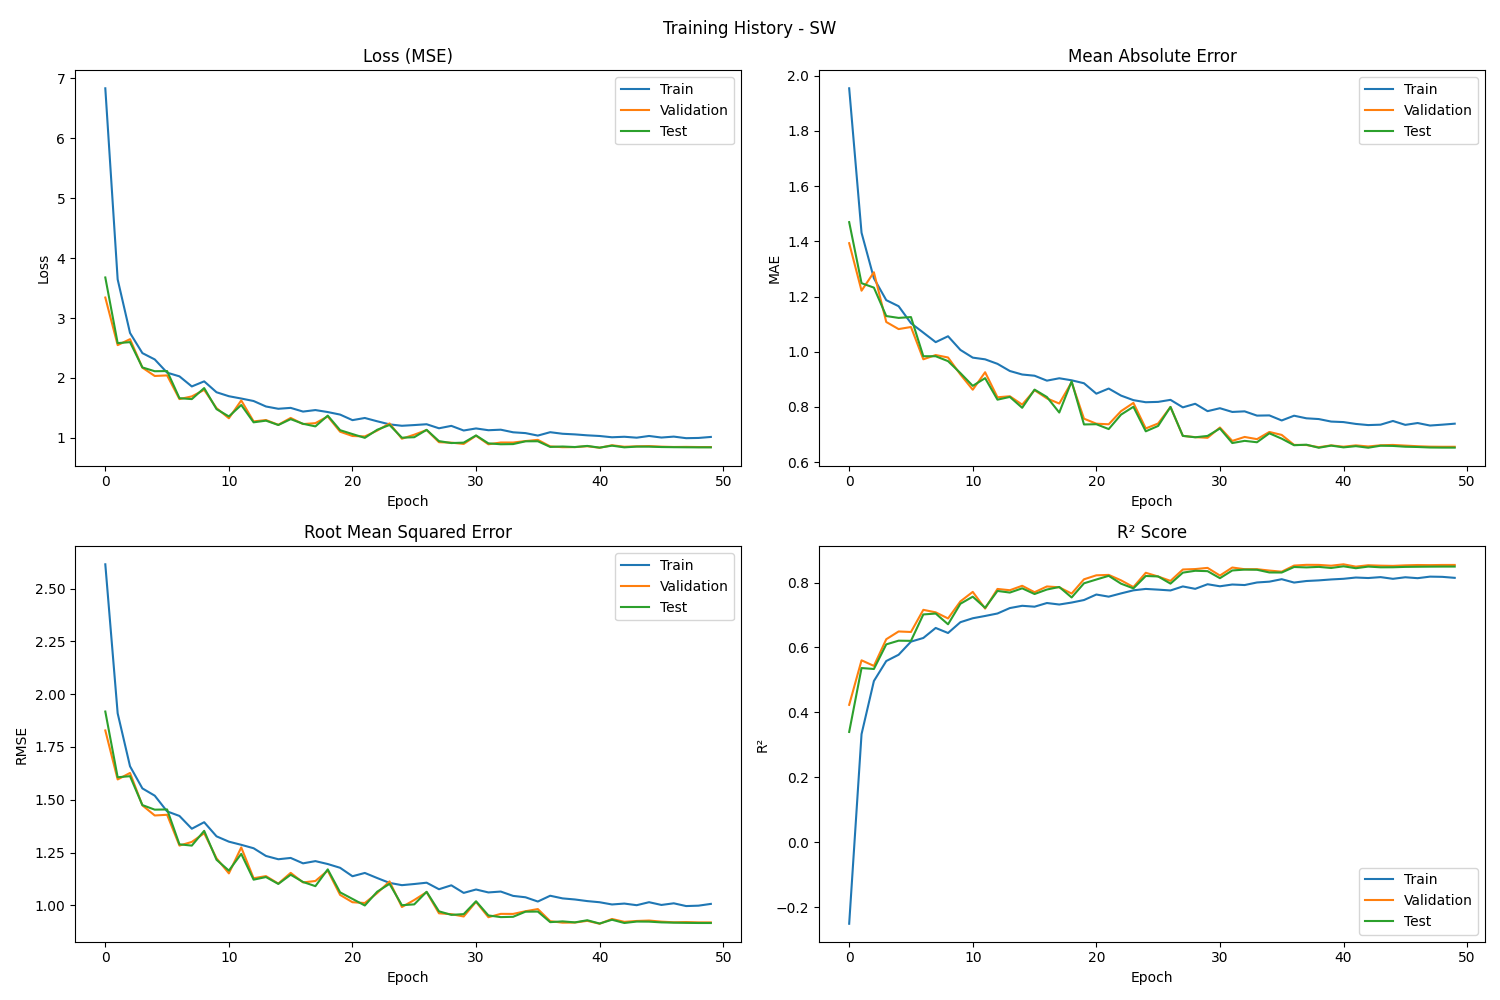 Training History - SW
Loss (MSE)
7
6
5
4
3
2
1
Loss
0
10
20
30
40
50
Epoch
Train
Validation
Test
Mean Absolute Error
2.0
1.8
1.6
1.4
1.2
1.0
0.8
0.6
MAE
0
10
20
30
40
50
Epoch
Train
Validation
Test
Root Mean Squared Error
2.50
2.25
2.00
1.75
1.50
1.25
1.00
RMSE
0
10
20
30
40
50
Epoch
Train
Validation
Test
R² Score
0.8
0.6
0.4
0.2
0.0
−0.2
R²
0
10
20
30
40
50
Epoch
Train
Validation
Test